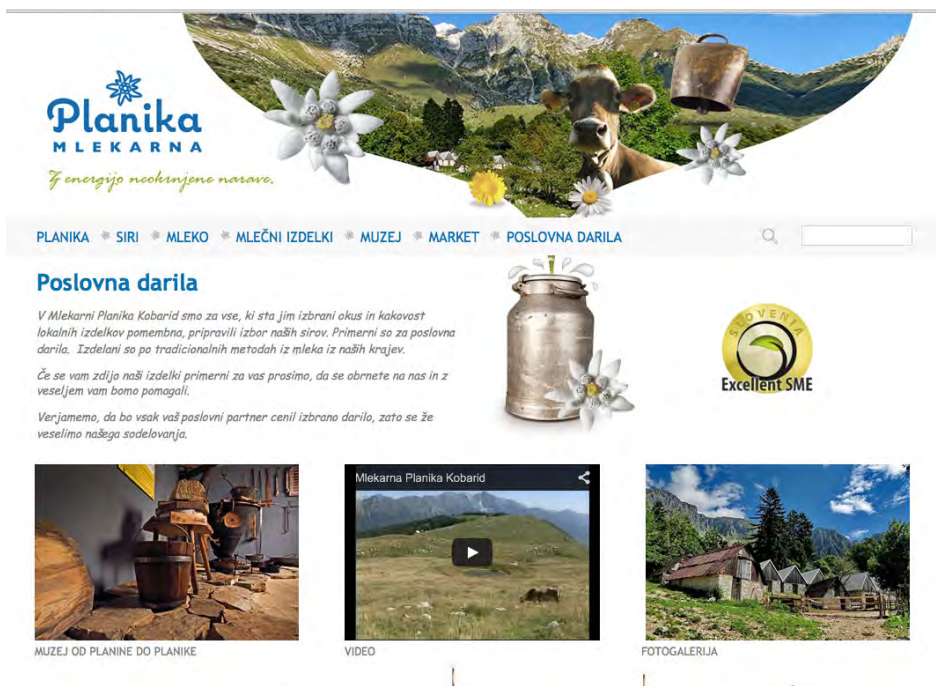 Planika
MLEKARNA
Z energijo neokrnjene narave.
PLANIKA SIRI MLEKO MLEČNI IZDELKI MUZEJ MARKET POSLOVNA DARILA
Poslovna darila
V Mlekarni Planika Kobarid smo za vse, ki sta jim izbrani okus in kakovost
lokalnih izdelkov pomembna, pripravili izbor naših sirov. Primerni so za poslovna
darila. Izdelani so po tradicionalnih metodah iz mleka iz naših krajev.
Če se vam zdijo naši izdelki primerni za vas prosimo, da se obrnete na nas in z
veseljem vam bomo pomagali.
Verjamemo, da bo vsak vaš poslovni partner cenil izbrano darilo, zato se že
veselimo našega sodelovanja.
SLOVENIA
Excellent SME
Mlekarna Planika Kobarid
MUZEJ OD PLANINE DO PLANIKE
VIDEO
FOTOGALERIJA